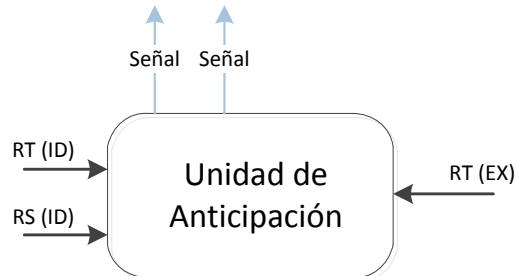 Señal Señal
RT (ID)
Unidad de
RT (EX)
Anticipación
RS (ID)